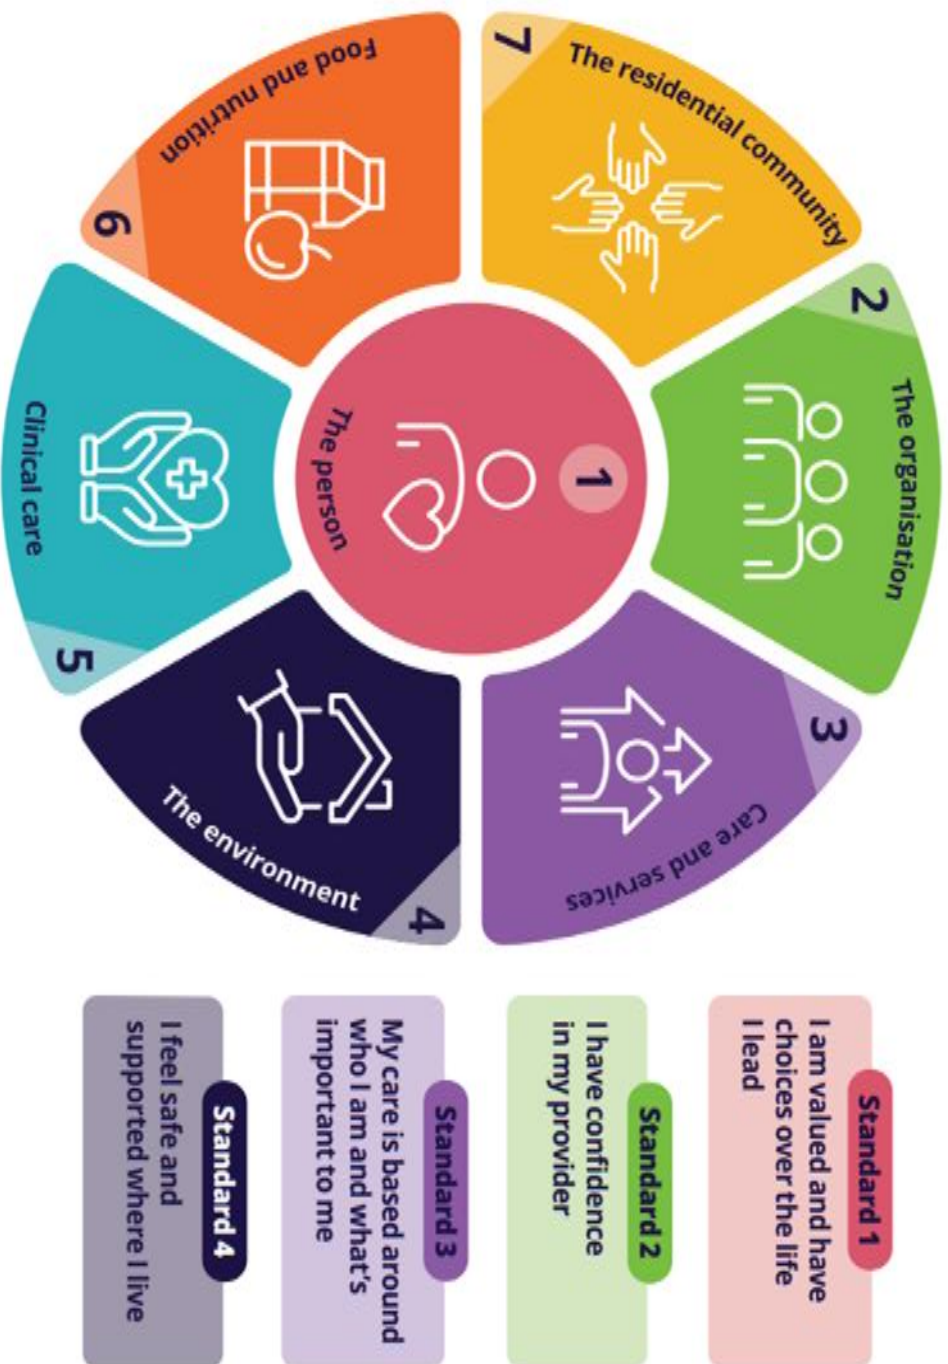 1
The person
2
The organisation
3
Care and services
4
The environment
5
Clinical care
6
Food and nutrition
7
The residential community
Standard 1
I am valued and have
choices over the life
I lead
Standard 2
I have confidence
in my provider
Standard 3
My care is based around
who I am and what's
important to me
Standard 4
I feel safe and
supported where I live